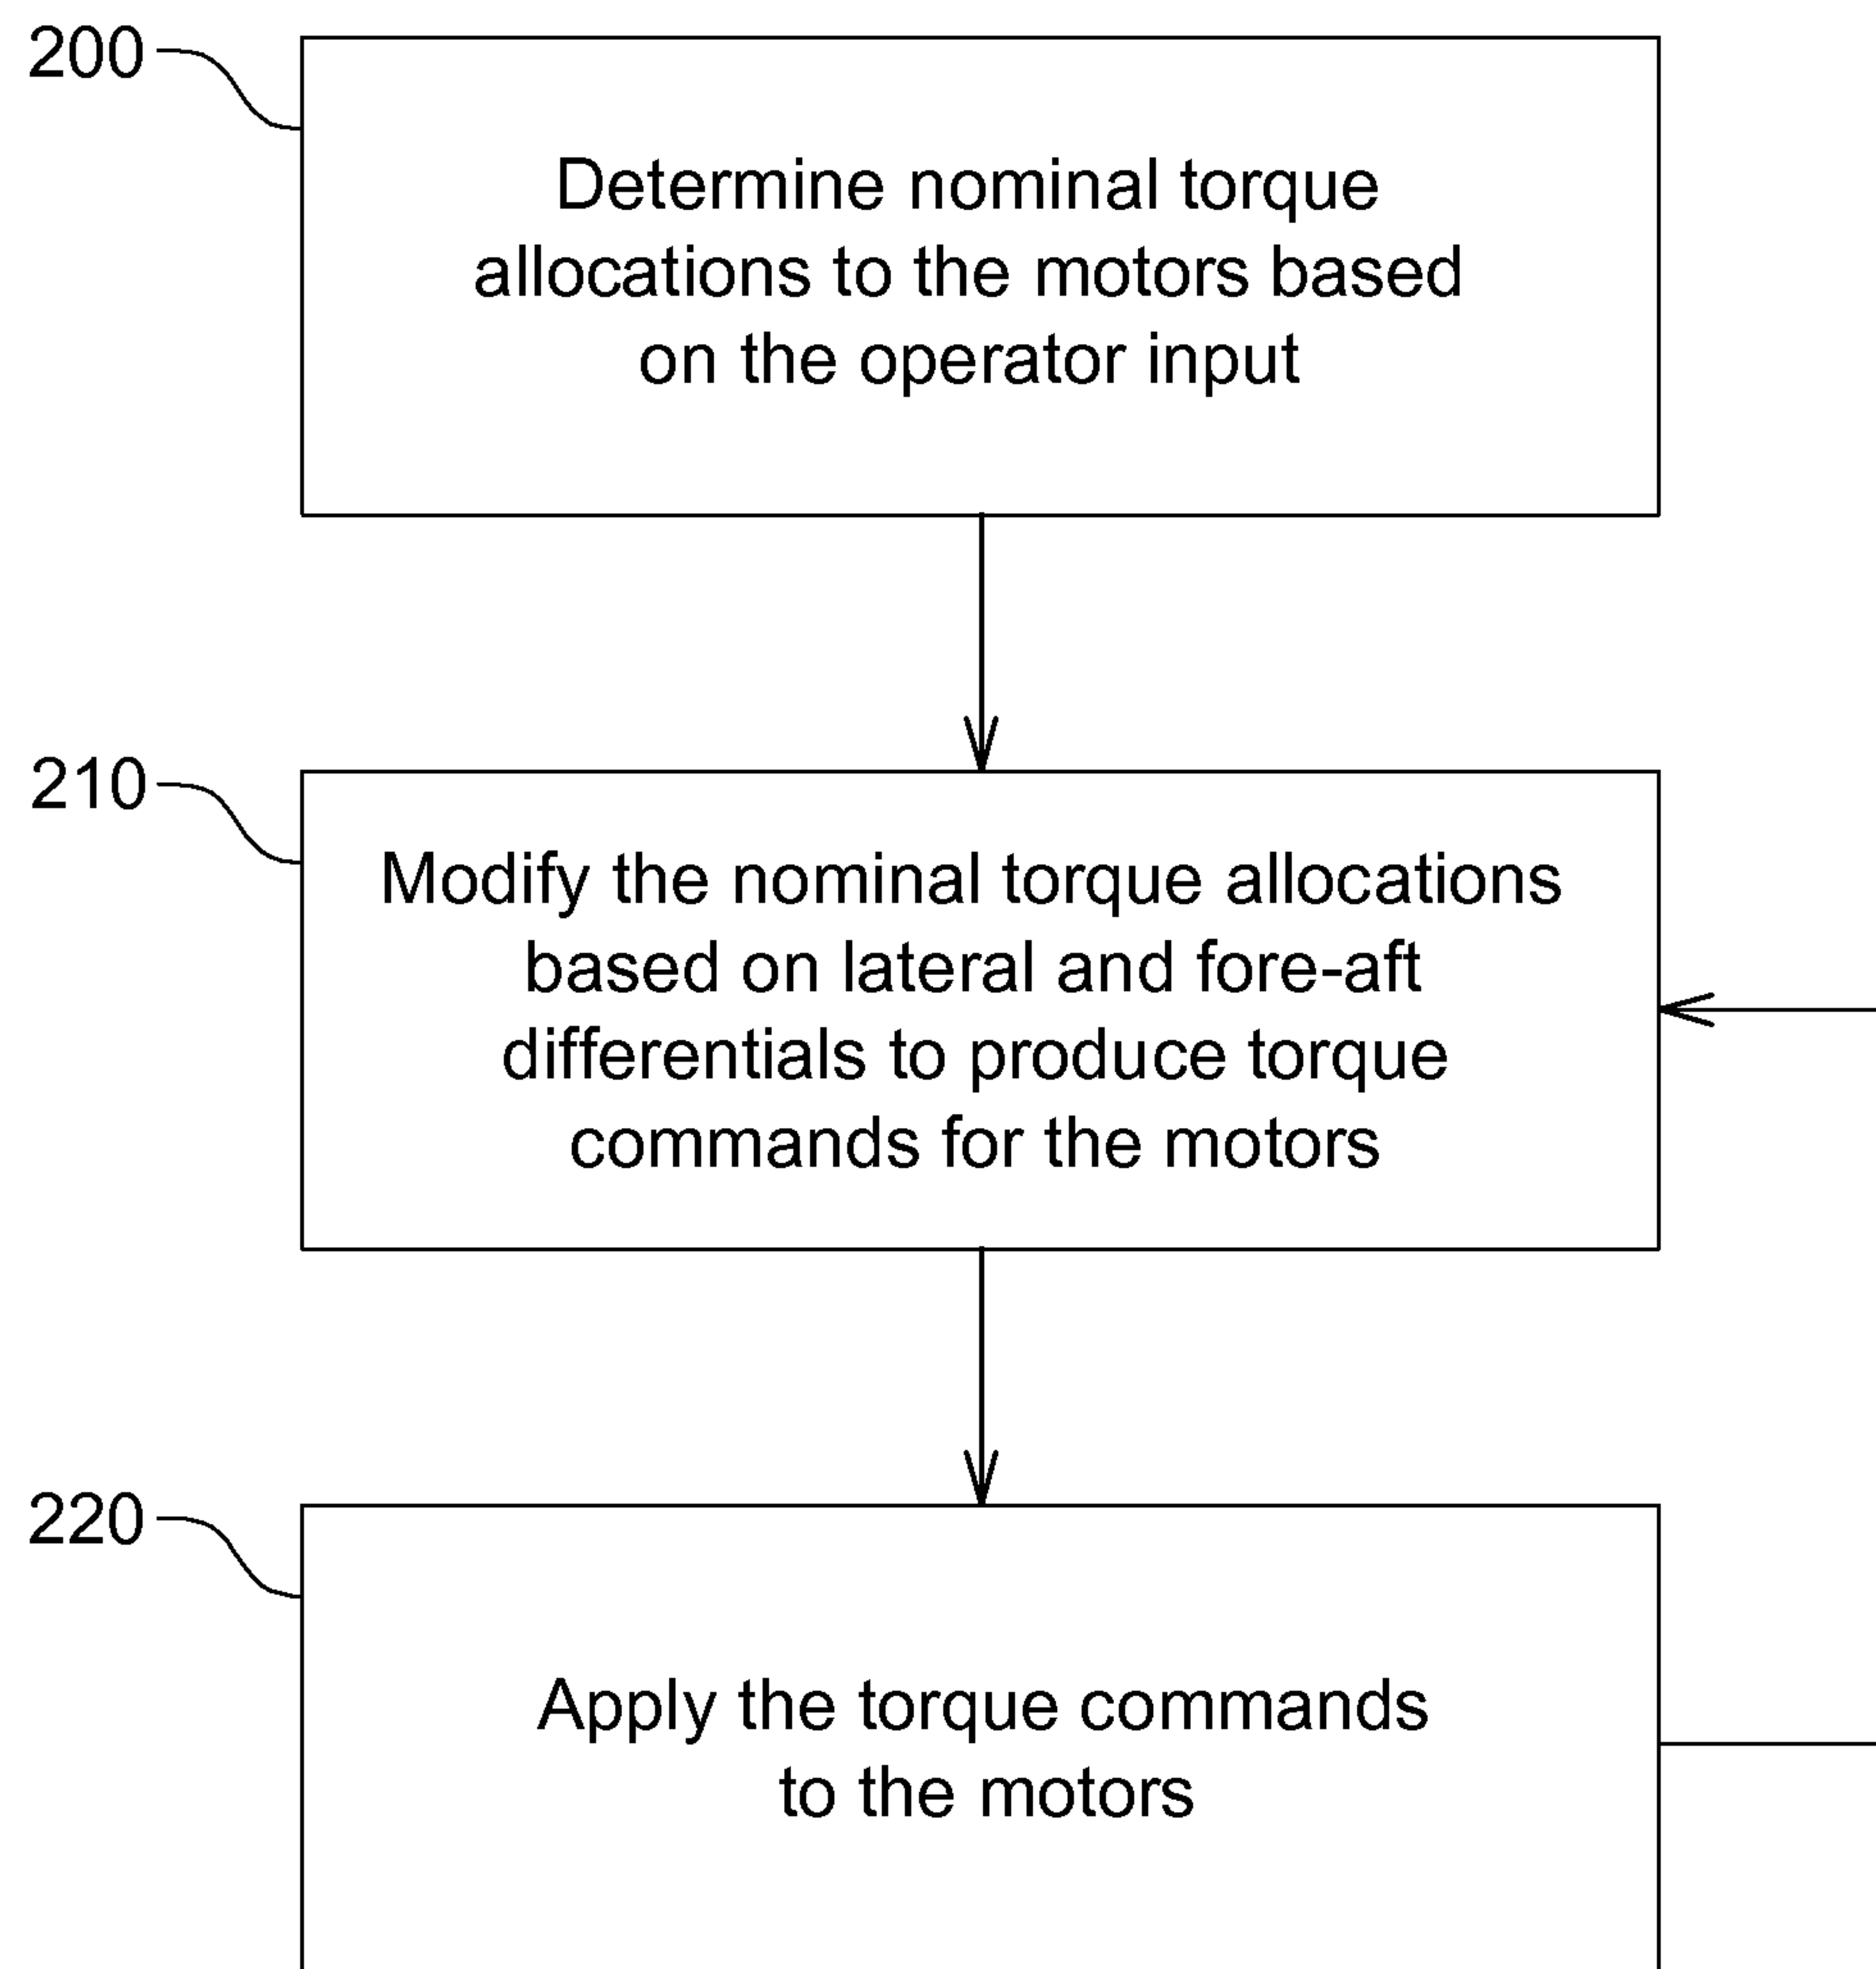 200
Determine nominal torque
allocations to the motors based
on the operator input
210
Modify the nominal torque allocations
based on lateral and fore-aft
differentials to produce torque
commands for the motors
220
Apply the torque commands
to the motors